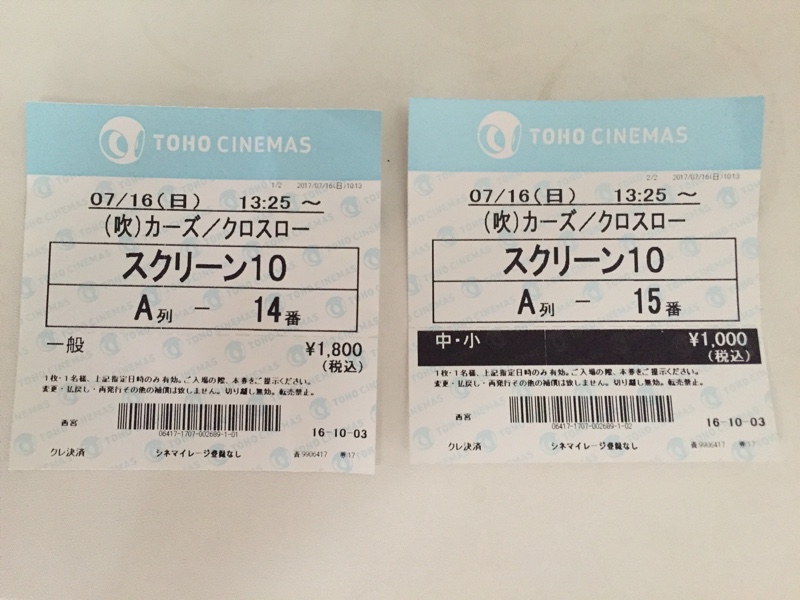 TOHO CINEMAS
1/2 2017/07/16(日)1013
07/16(日) 13:25 ～
(吹)カーズ／クロスロー
スクリーン10
A列 － 14番
一般 ¥1,800
(税込)
1枚・1名様、上記指定日時のみ有効。ご入場の際、本券をご提示ください。
変更・払戻し・再発行その他の補償は致しません。切り離し無効。転売禁止。
西宮
06417-1707-002689-1-01
16-10-03
クレ決済 シネマイレージ登録なし
TOHO CINEMAS
2/2 2017/07/16(日)1013
07/16(日) 13:25 ～
(吹)カーズ／クロスロー
スクリーン10
A列 － 15番
中・小 ¥1,000
(税込)
1枚・1名様、上記指定日時のみ有効。ご入場の際、本券をご提示ください。
変更・払戻し・再発行その他の補償は致しません。切り離し無効。転売禁止。
西宮
06417-1707-002689-1-02
16-10-03
クレ決済 シネマイレージ登録なし